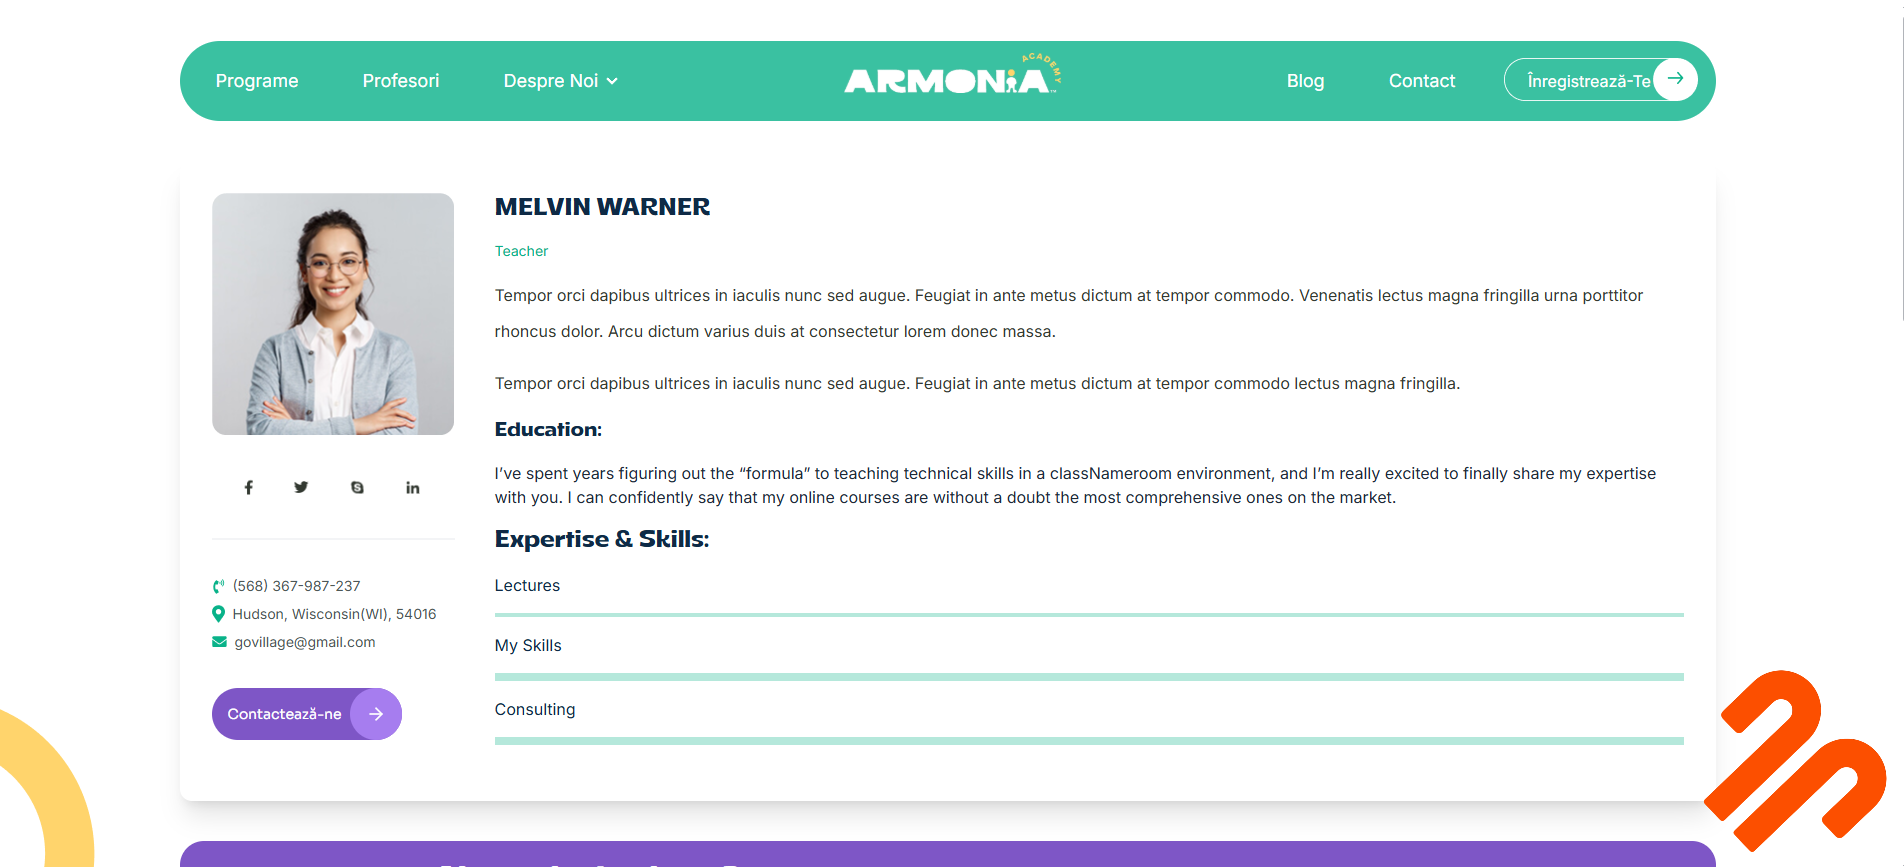 Programe
Profesori
Despre Noi
ARMONiA
ACADEMY
Blog
Contact
Înregistrează-Te
MELVIN WARNER
Teacher
Tempor orci dapibus ultrices in iaculis nunc sed augue. Feugiat in ante metus dictum at tempor commodo. Venenatis lectus magna fringilla urna porttitor
rhoncus dolor. Arcu dictum varius duis at consectetur lorem donec massa.
Tempor orci dapibus ultrices in iaculis nunc sed augue. Feugiat in ante metus dictum at tempor commodo lectus magna fringilla.
Education:
I’ve spent years figuring out the “formula” to teaching technical skills in a classNameroom environment, and I’m really excited to finally share my expertise
with you. I can confidently say that my online courses are without a doubt the most comprehensive ones on the market.
Expertise & Skills:
Lectures
My Skills
Consulting
(568) 367-987-237
Hudson, Wisconsin(WI), 54016
govillage@gmail.com
Contactează-ne